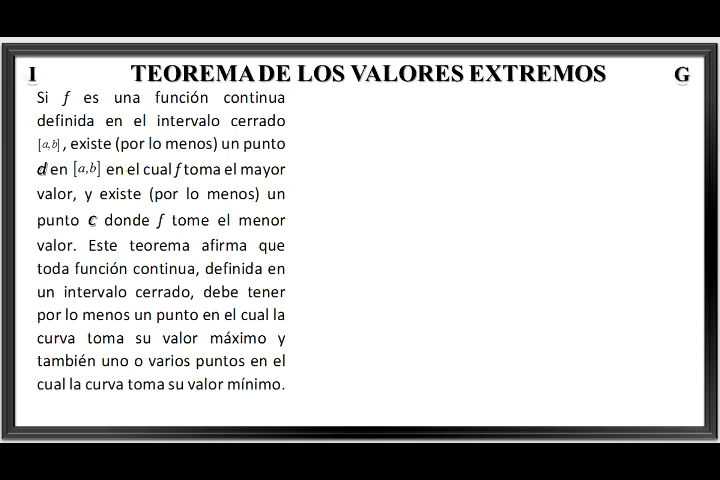 I TEOREMA DE LOS VALORES EXTREMOS G
Si f es una función continua
definida en el intervalo cerrado
[a,b], existe (por lo menos) un punto
d en [a,b] en el cual f toma el mayor
valor, y existe (por lo menos) un
punto c donde f tome el menor
valor. Este teorema afirma que
toda función continua, definida en
un intervalo cerrado, debe tener
por lo menos un punto en el cual la
curva toma su valor máximo y
también uno o varios puntos en el
cual la curva toma su valor mínimo.